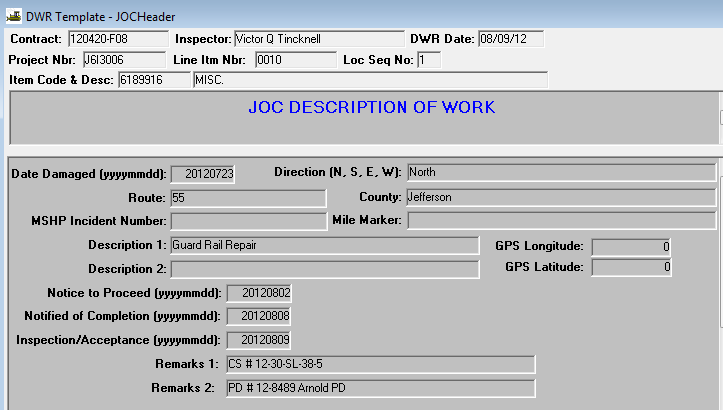 DWR Template - JOCHeader
Contract: 120420-F08 Inspector: Victor Q Tincknell DWR Date: 08/09/12
Project Nbr: J6I3006 Line Itm Nbr: 0010 Loc Seq No: 1
Item Code & Desc: 6189916 MISC.
JOC DESCRIPTION OF WORK
Date Damaged (yyyymmdd): 20120723 Direction (N, S, E, W): North
Route: 55 County: Jefferson
MSHP Incident Number: Mile Marker:
Description 1: Guard Rail Repair GPS Longitude: 0
Description 2: GPS Latitude: 0
Notice to Proceed (yyyymmdd): 20120802
Notified of Completion (yyyymmdd): 20120808
Inspection/Acceptance (yyyymmdd): 20120809
Remarks 1: CS # 12-30-SL-38-5
Remarks 2: PD # 12-8489 Arnold PD